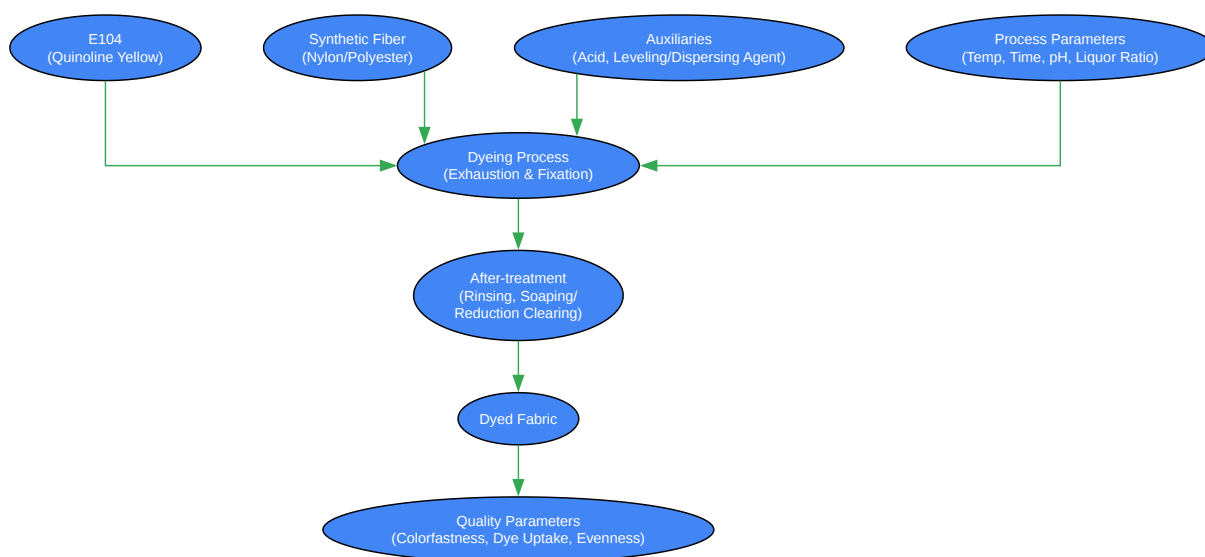 E104
(Quinoline Yellow)
Synthetic Fiber
(Nylon/Polyester)
Auxiliaries
(Acid, Leveling/Dispersing Agent)
Process Parameters
(Temp, Time, pH, Liquor Ratio)
Dyeing Process
(Exhaustion & Fixation)
After-treatment
(Rinsing, Soaping/
Reduction Clearing)
Dyed Fabric
Quality Parameters
(Colorfastness, Dye Uptake, Evenness)